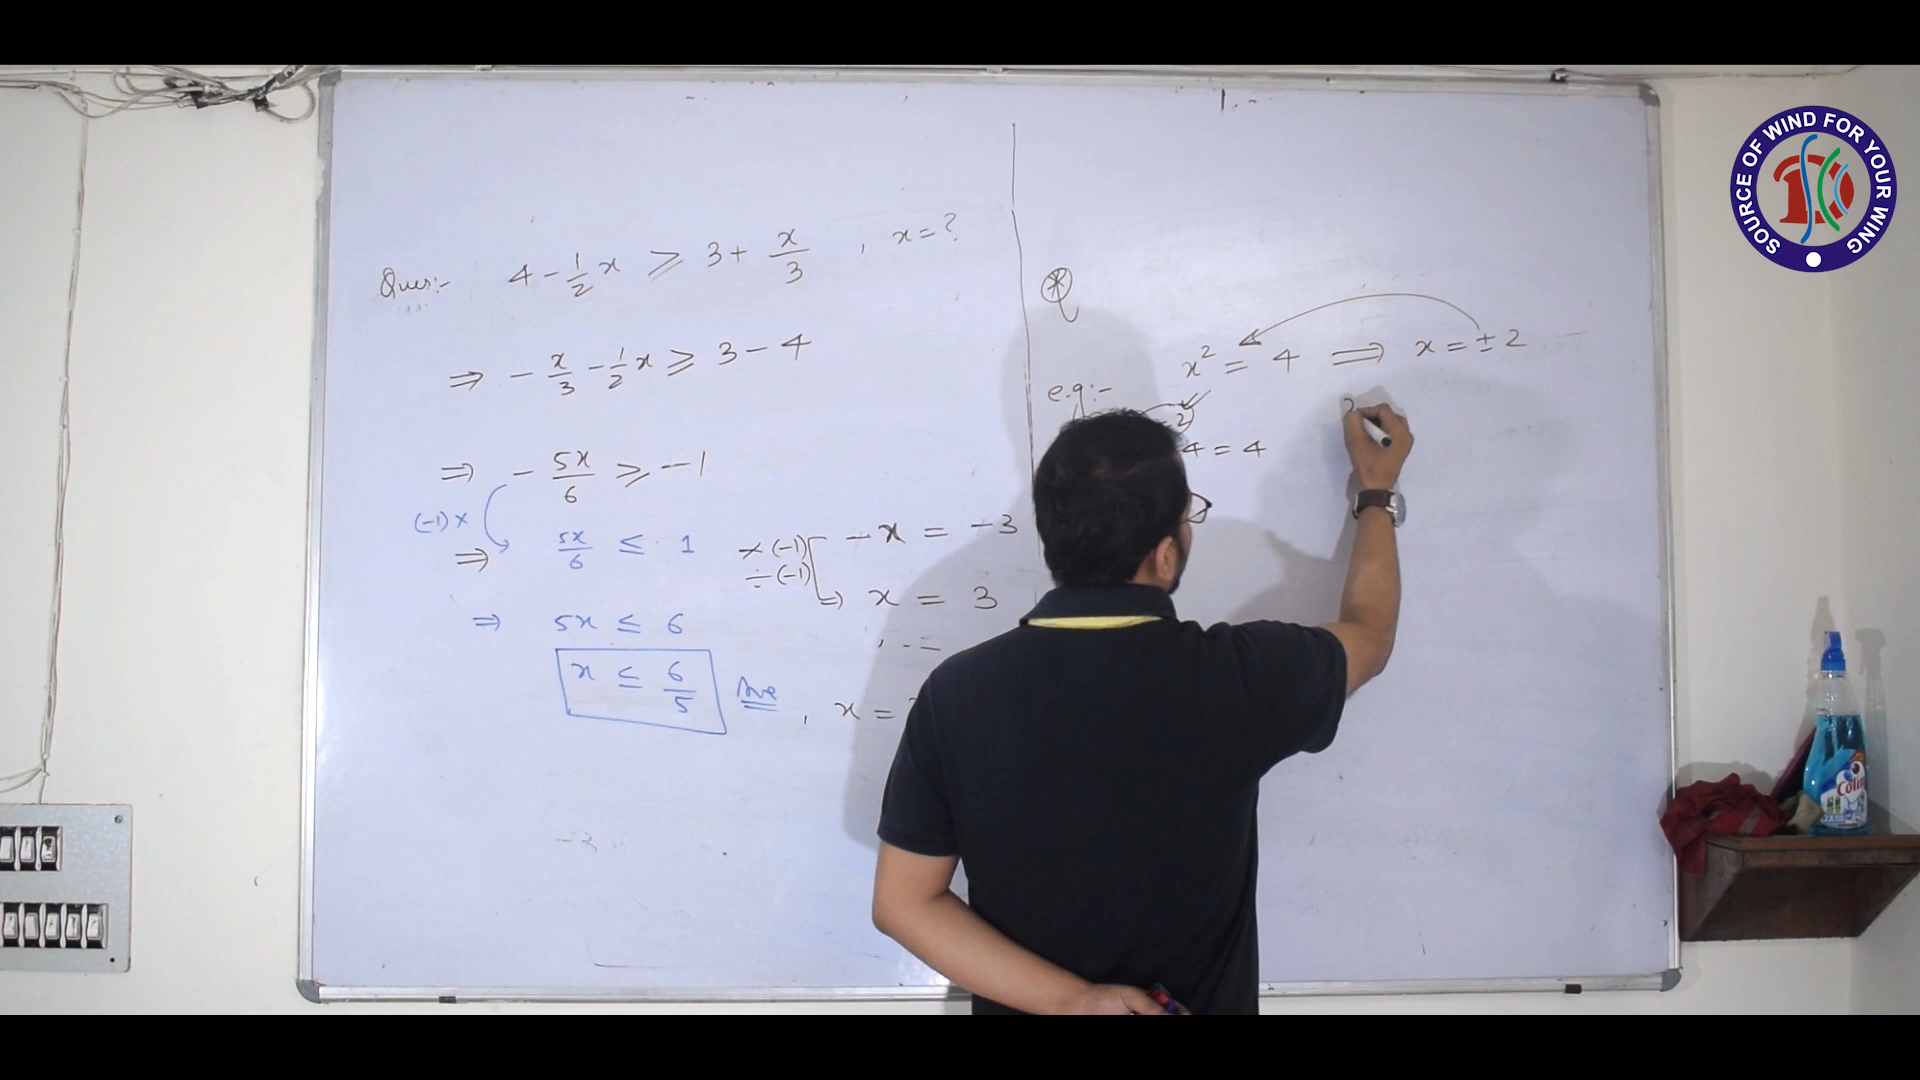 Ques:- 4 - 1/2 x ≥ 3 + x/3 , x = ?
⇒ - x/3 - 1/2 x ≥ 3 - 4
⇒ - 5x/6 ≥ -1
(-1) ×
⇒ 5x/6 ≤ 1
⇒ 5x ≤ 6
x ≤ 6/5 Ans
× (-1) - x = - 3
÷ (-1)
⇒ x = 3
, x =
*
e.g:- x² = 4 ⟹ x = ± 2
2)
4 = 4
SOURCE OF WIND FOR YOUR WING
Colin